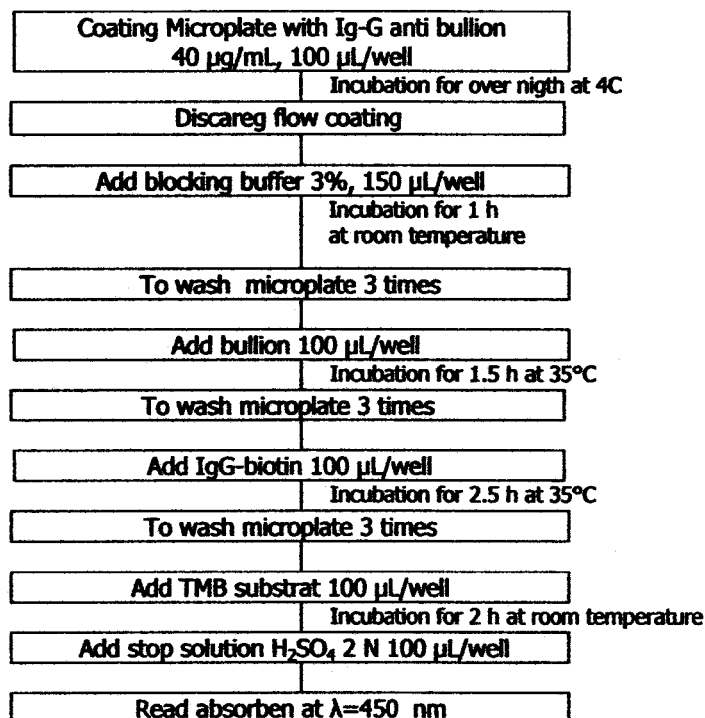 Coating Microplate with Ig-G anti bullion
40 µg/mL, 100 µL/well
Incubation for over nigth at 4C
Discareg flow coating
Add blocking buffer 3%, 150 µL/well
Incubation for 1 h
at room temperature
To wash microplate 3 times
Add bullion 100 µL/well
Incubation for 1.5 h at 35°C
To wash microplate 3 times
Add IgG-biotin 100 µL/well
Incubation for 2.5 h at 35°C
To wash microplate 3 times
Add TMB substrat 100 µL/well
Incubation for 2 h at room temperature
Add stop solution H₂SO₄ 2 N 100 µL/well
Read absorben at λ=450 nm